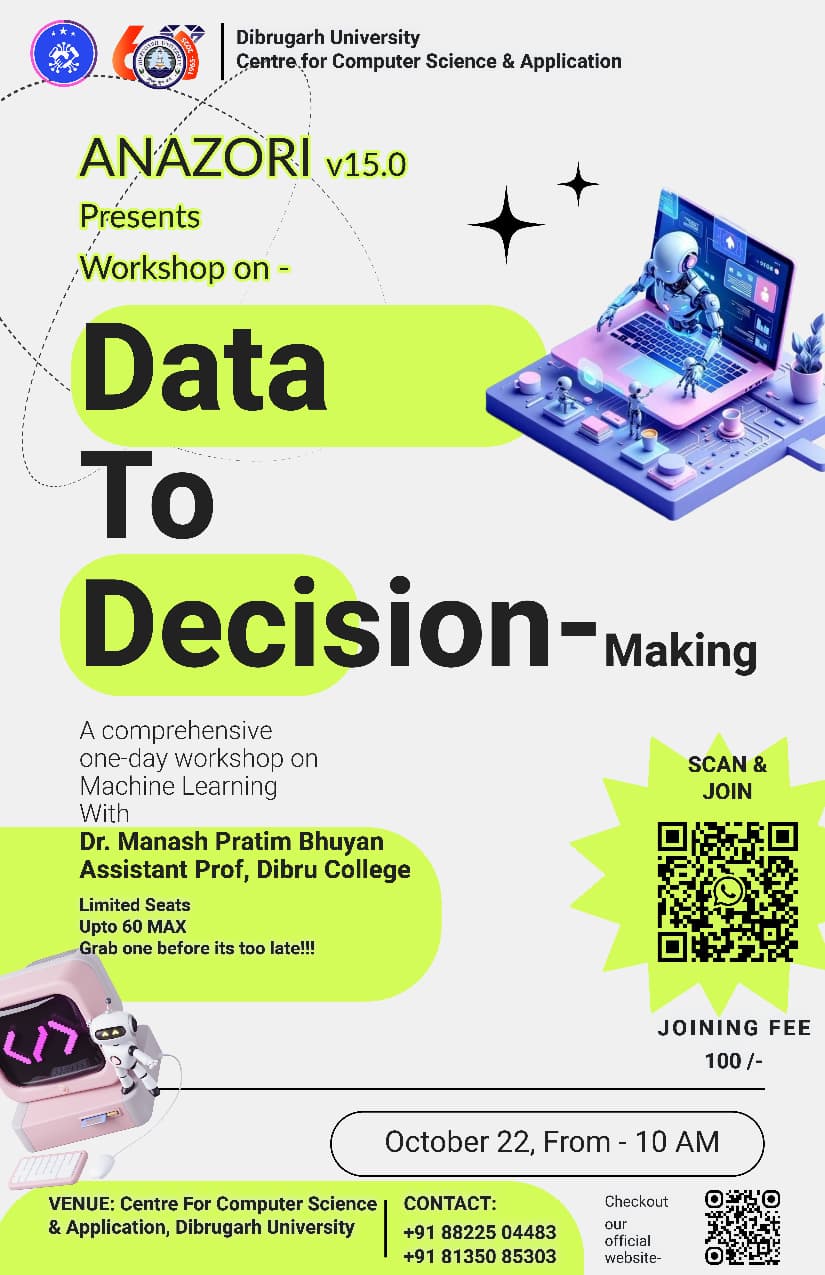 Dibrugarh University
Centre for Computer Science & Application
ANAZORI v15.0
Presents
Workshop on -
Data
To
Decision-Making
A comprehensive
one-day workshop on
Machine Learning
With
Dr. Manash Pratim Bhuyan
Assistant Prof, Dibru College
Limited Seats
Upto 60 MAX
Grab one before its too late!!!
SCAN &
JOIN
JOINING FEE
100 /-
October 22, From - 10 AM
VENUE: Centre For Computer Science
& Application, Dibrugarh University
CONTACT:
+91 88225 04483
+91 81350 85303
Checkout
our
official
website-